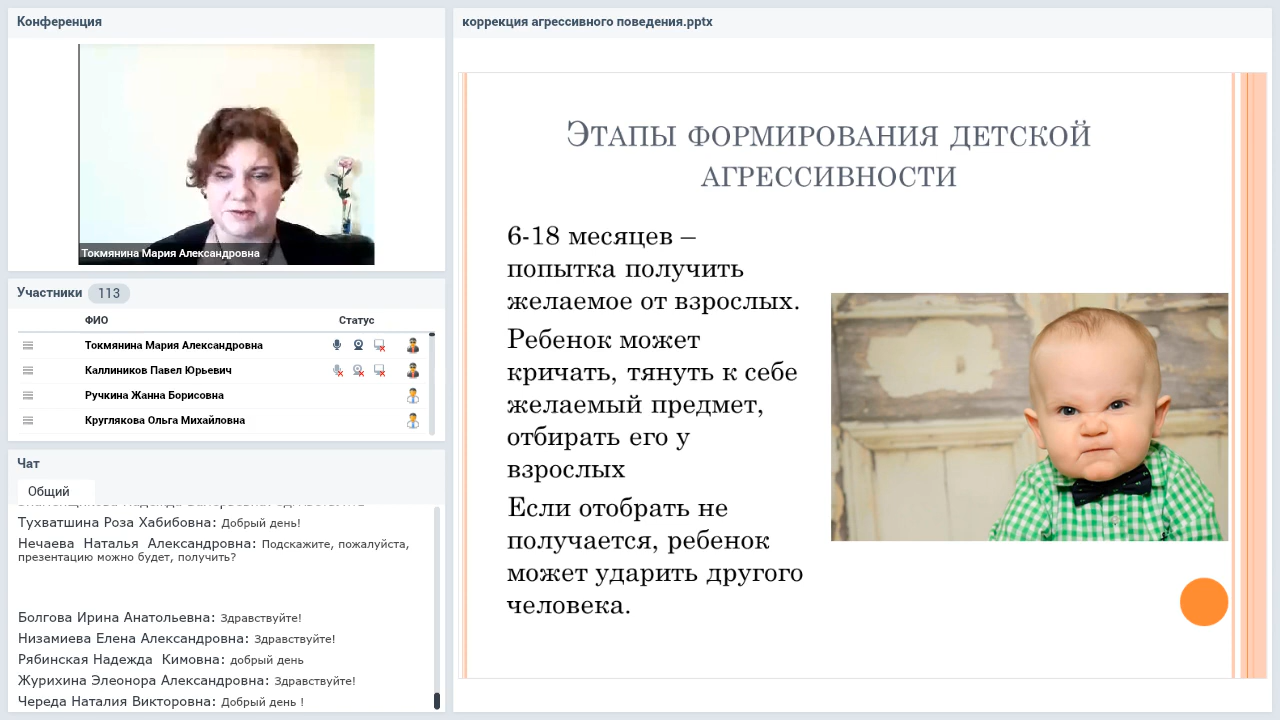 Конференция
Токмянина Мария Александровна
Участники 113
ФИО Статус
Токмянина Мария Александровна
Каллиников Павел Юрьевич
Ручкина Жанна Борисовна
Круглякова Ольга Михайловна
Чат
Общий
Тухватшина Роза Хабибовна: Добрый день!
Нечаева Наталья Александровна: Подскажите, пожалуйста,
презентацию можно будет, получить?
Болгова Ирина Анатольевна: Здравствуйте!
Низамиева Елена Александровна: Здравствуйте!
Рябинская Надежда Кимовна: добрый день
Журихина Элеонора Александровна: Здравствуйте!
Череда Наталия Викторовна: Добрый день !
коррекция агрессивного поведения.pptx
Этапы формирования детской
агрессивности
6-18 месяцев –
попытка получить
желаемое от взрослых.
Ребенок может
кричать, тянуть к себе
желаемый предмет,
отбирать его у
взрослых
Если отобрать не
получается, ребенок
может ударить другого
человека.